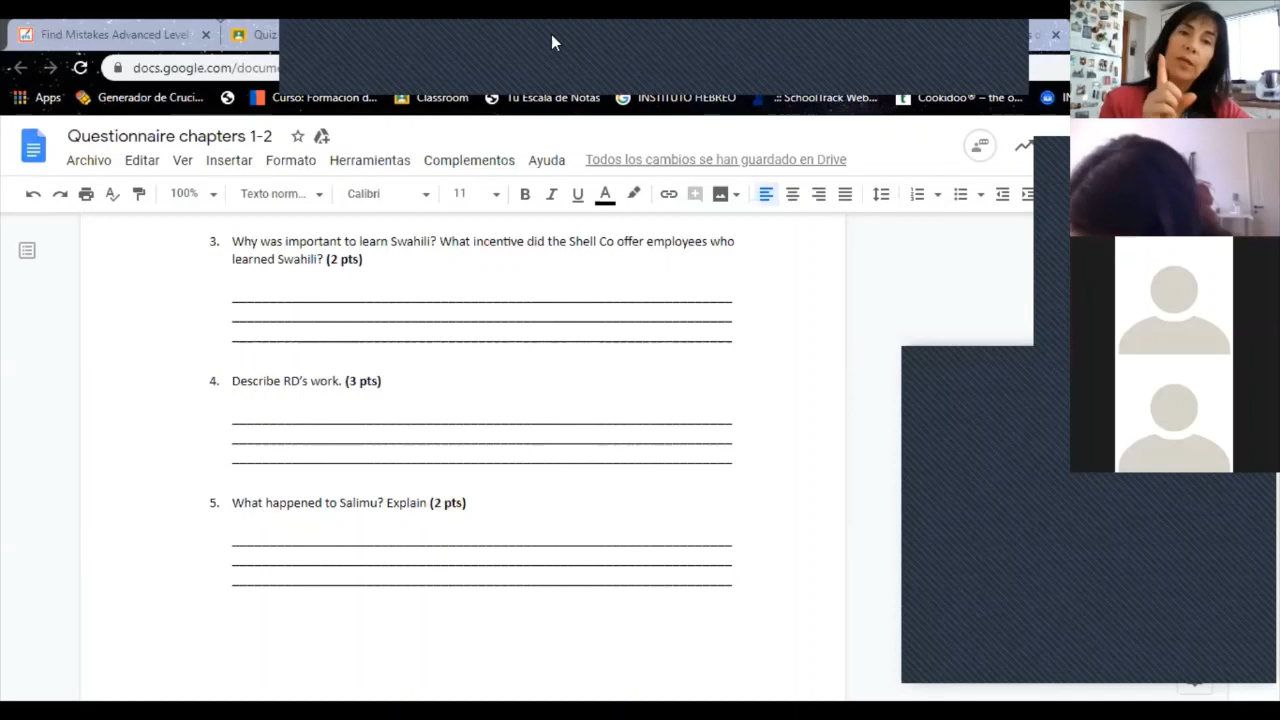 Find Mistakes Advanced Level
Quiz
docs.google.com/docume
Apps
Generador de Cruci...
Curso: Formación d...
Classroom
Tu Escala de Notas
INSTITUTO HEBREO
SchoolTrack Web...
Cookidoo® – the o...
Questionnaire chapters 1-2
Archivo Editar Ver Insertar Formato Herramientas Complementos Ayuda Todos los cambios se han guardado en Drive
100% Texto norm... Calibri 11 B I U A
3. Why was important to learn Swahili? What incentive did the Shell Co offer employees who
learned Swahili? (2 pts)
4. Describe RD's work. (3 pts)
5. What happened to Salimu? Explain (2 pts)